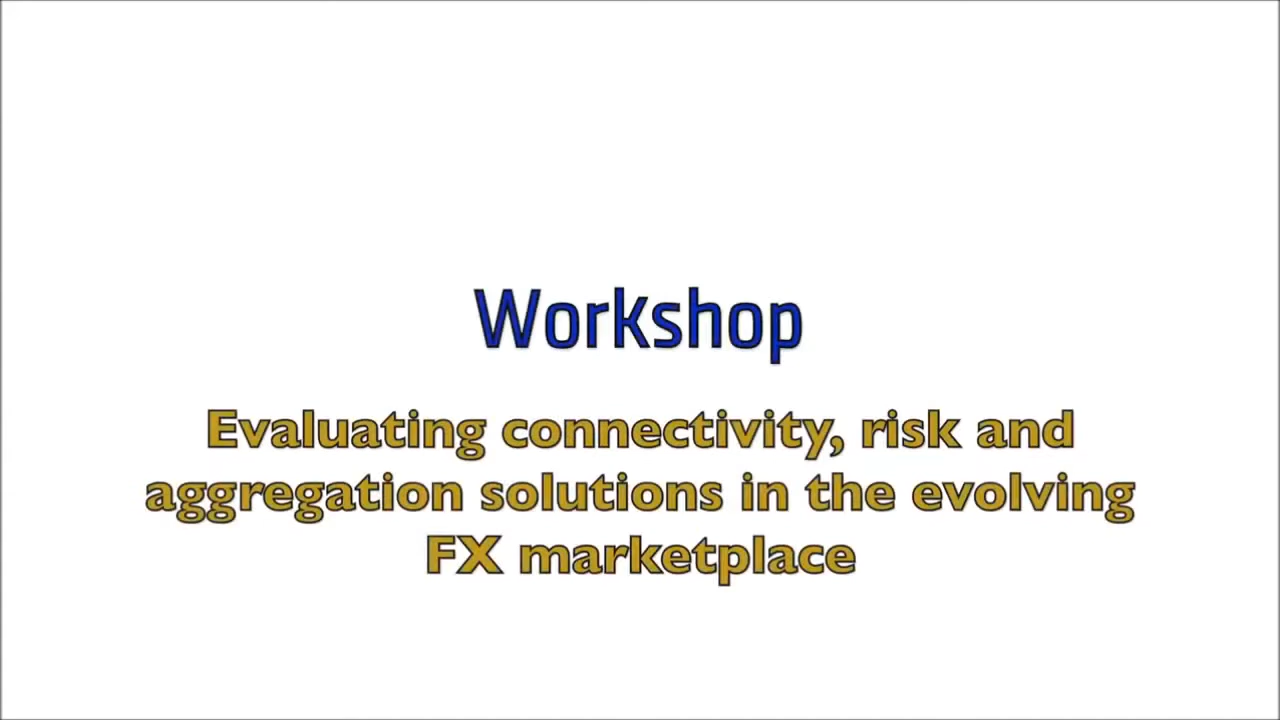 Workshop
Evaluating connectivity, risk and
aggregation solutions in the evolving
FX marketplace